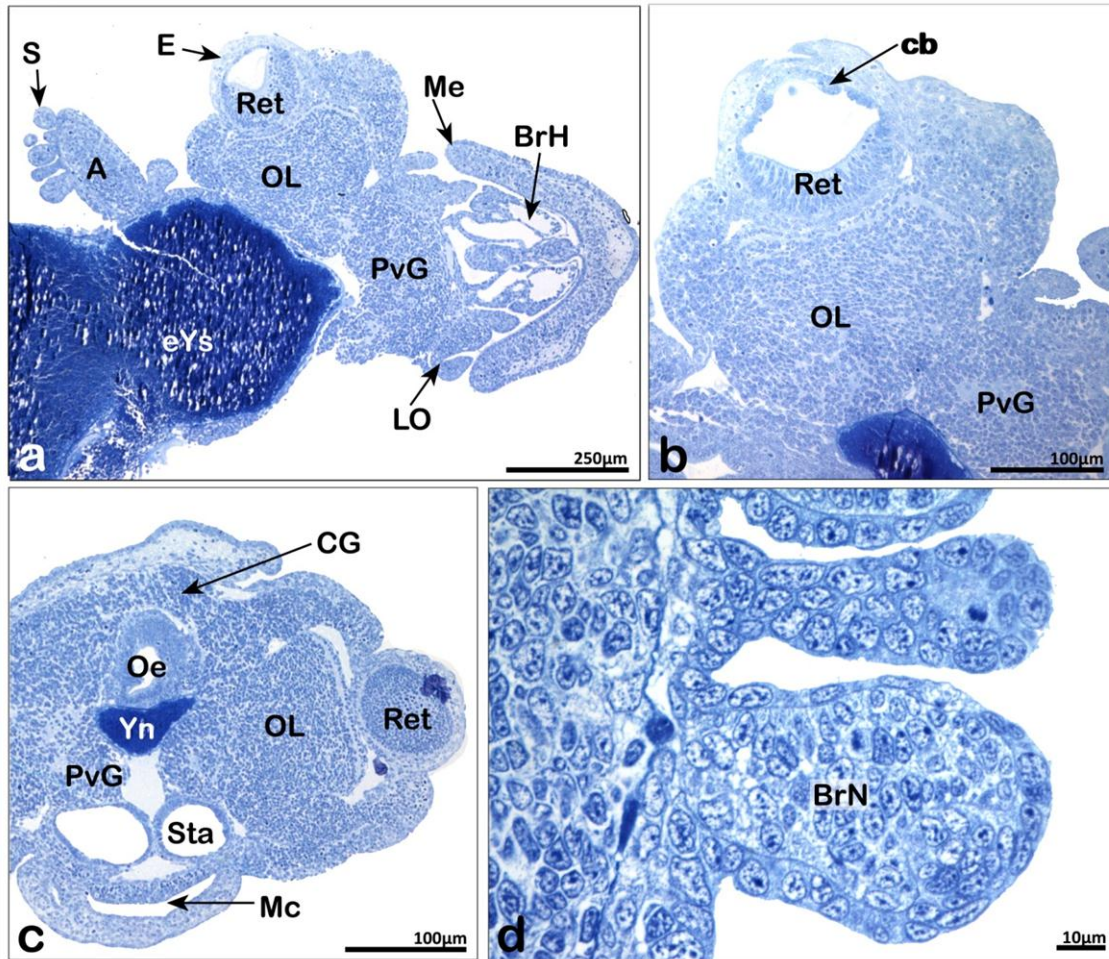 S
E
Ret
Me
BrH
A
OL
PvG
eYs
LO
a
250µm
cb
Ret
OL
PvG
b
100µm
CG
Oe
Yn
OL
Ret
PvG
Sta
Mc
c
100µm
BrN
d
10µm